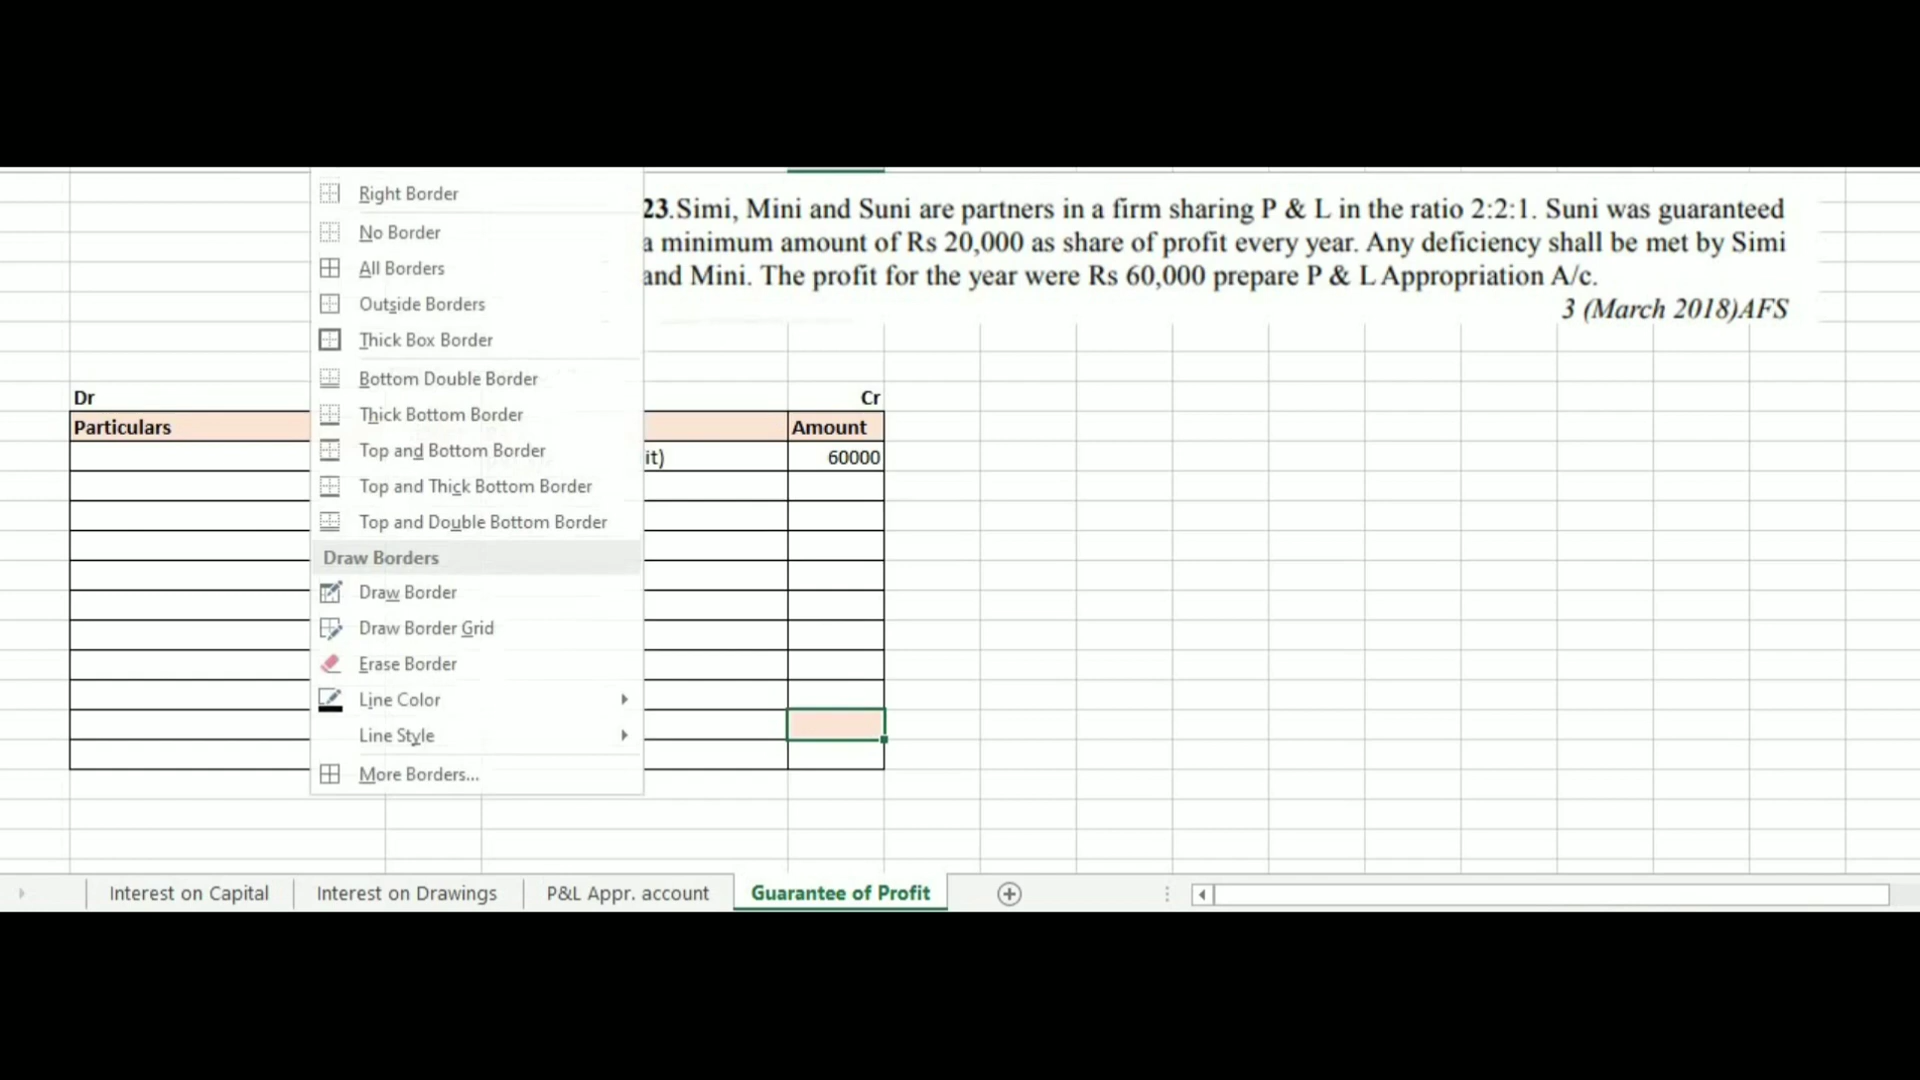 Right Border
No Border
All Borders
Outside Borders
Thick Box Border
Bottom Double Border
Thick Bottom Border
Top and Bottom Border
Top and Thick Bottom Border
Top and Double Bottom Border
Draw Borders
Draw Border
Draw Border Grid
Erase Border
Line Color
Line Style
More Borders...
23.Simi, Mini and Suni are partners in a firm sharing P & L in the ratio 2:2:1. Suni was guaranteed
a minimum amount of Rs 20,000 as share of profit every year. Any deficiency shall be met by Simi
and Mini. The profit for the year were Rs 60,000 prepare P & L Appropriation A/c.
3 (March 2018)AFS
Dr Cr
Particulars Amount
it) 60000
Interest on Capital Interest on Drawings P&L Appr. account Guarantee of Profit